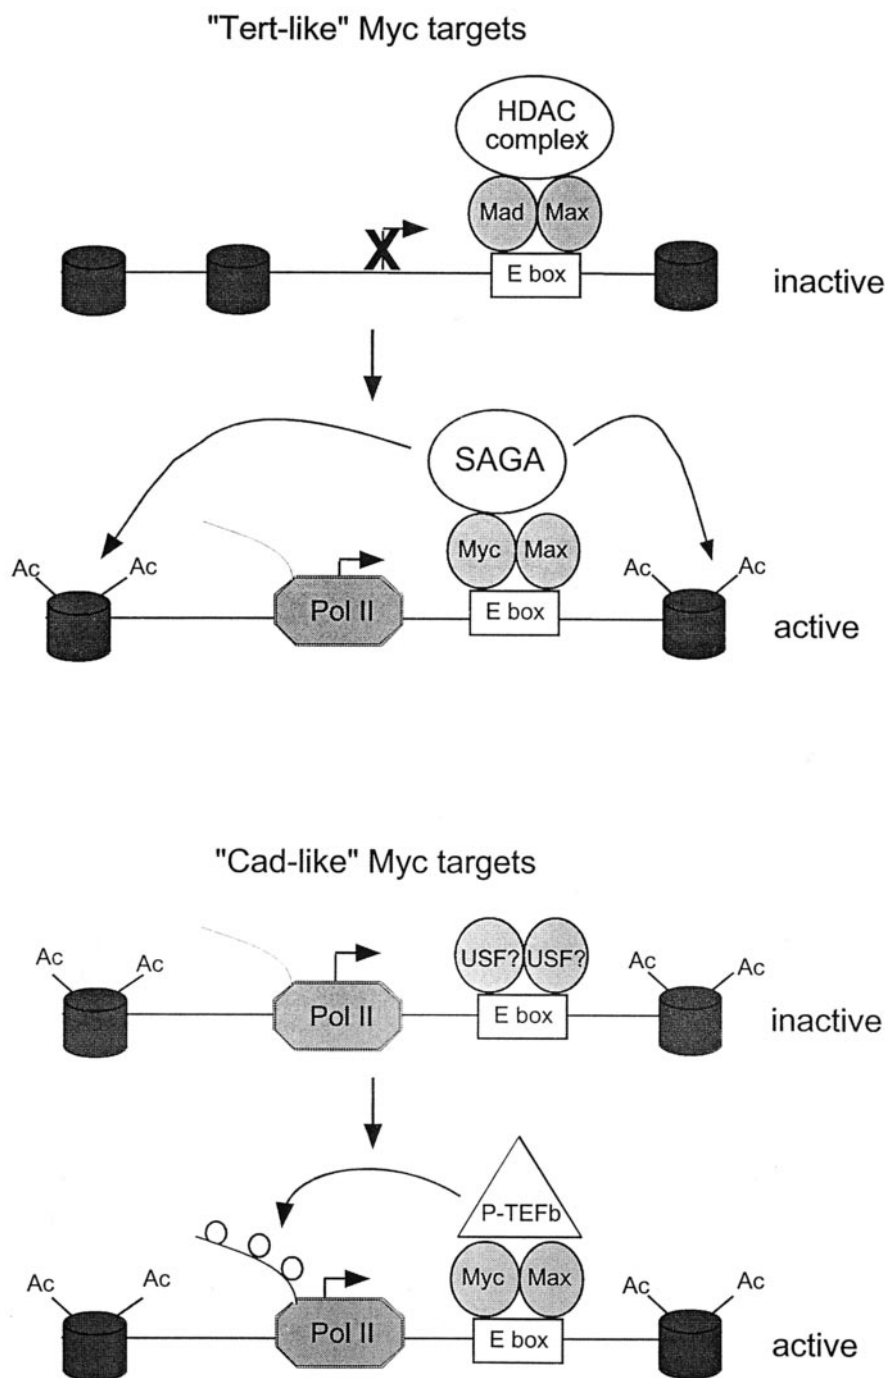 "Tert-like" Myc targets
HDAC
complex
Mad Max
X
E box
inactive
SAGA
Myc Max
Ac Ac Ac Ac
Pol II E box
active
"Cad-like" Myc targets
USF? USF?
Ac Ac Ac Ac
Pol II E box
inactive
P-TEFb
Ac Ac Myc Max Ac Ac
Pol II E box
active